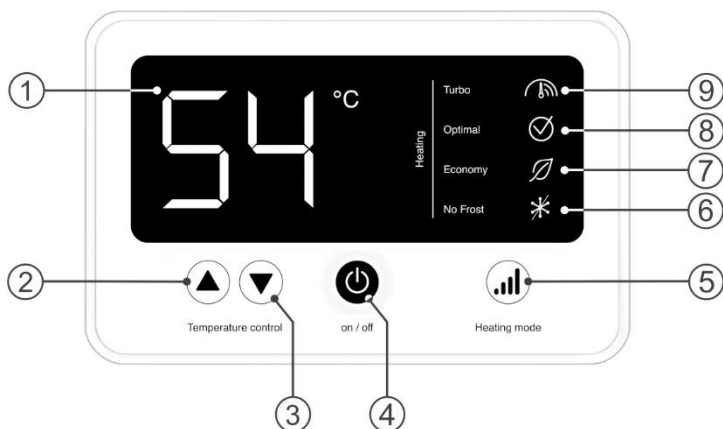 1
54 °C
Heating
Turbo
9
Optimal
8
Economy
7
No Frost
6
2
5
Temperature control
on / off
Heating mode
3
4